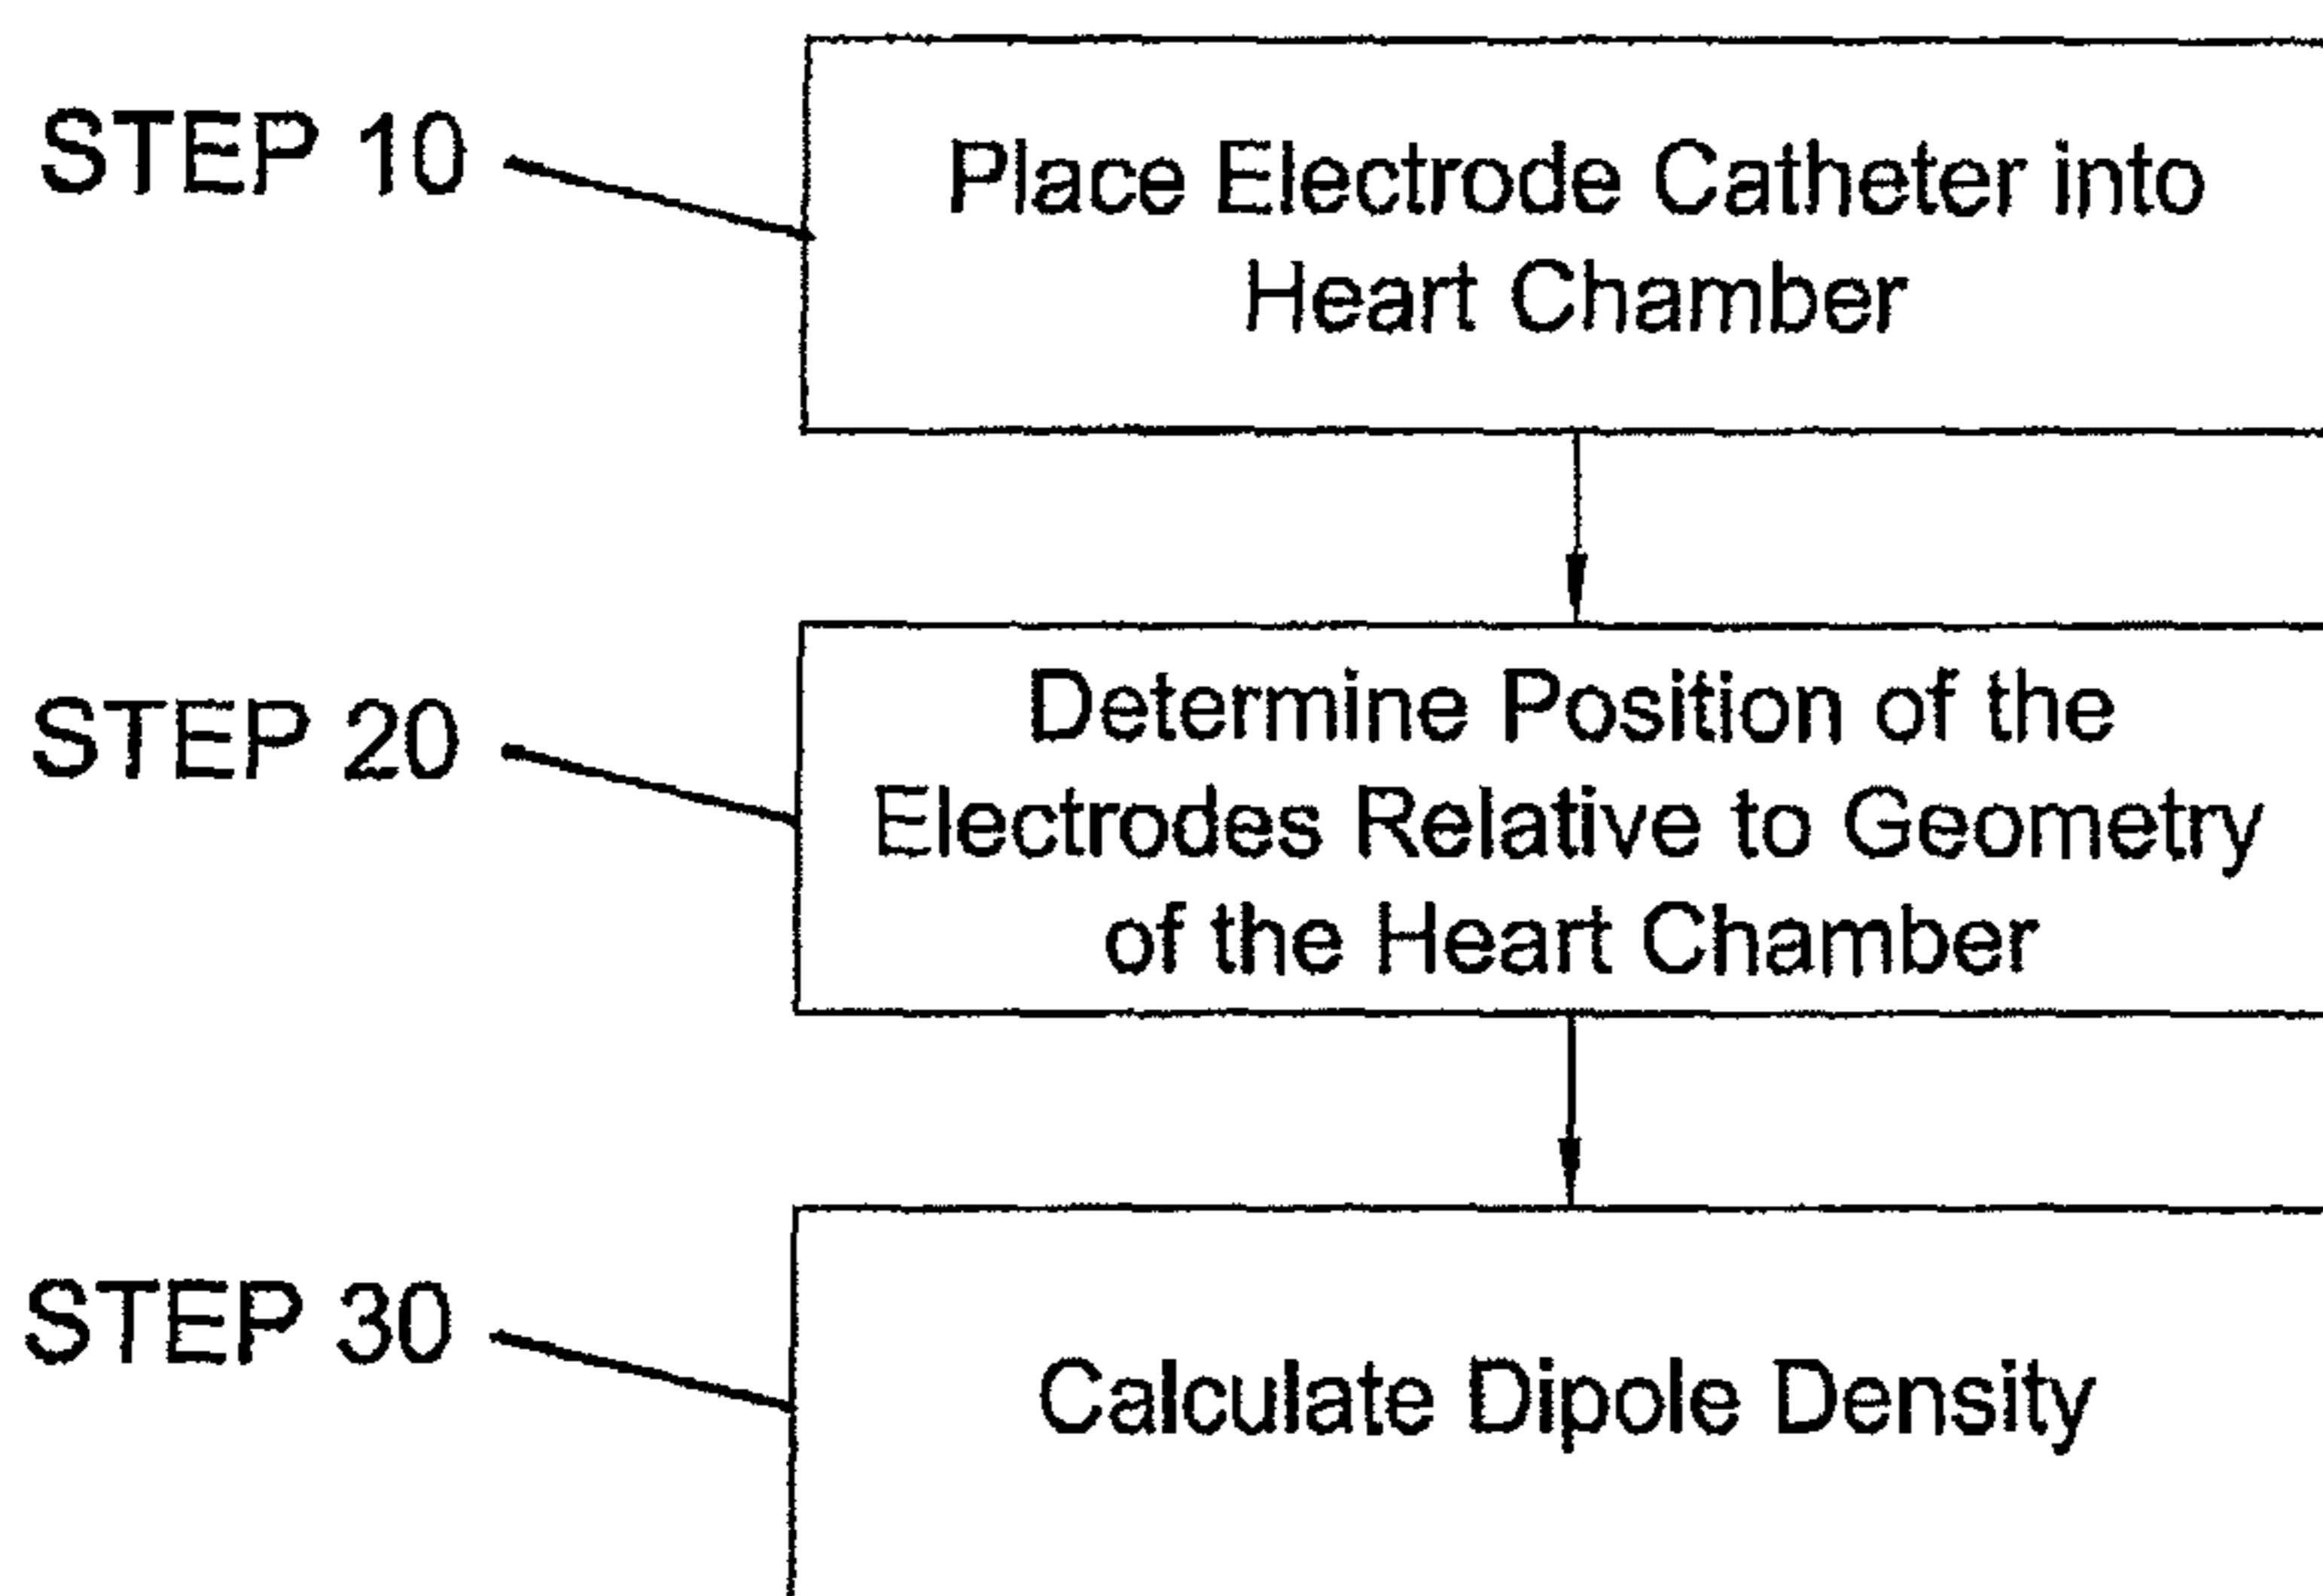 STEP 10
Place Electrode Catheter into
Heart Chamber
STEP 20
Determine Position of the
Electrodes Relative to Geometry
of the Heart Chamber
STEP 30
Calculate Dipole Density